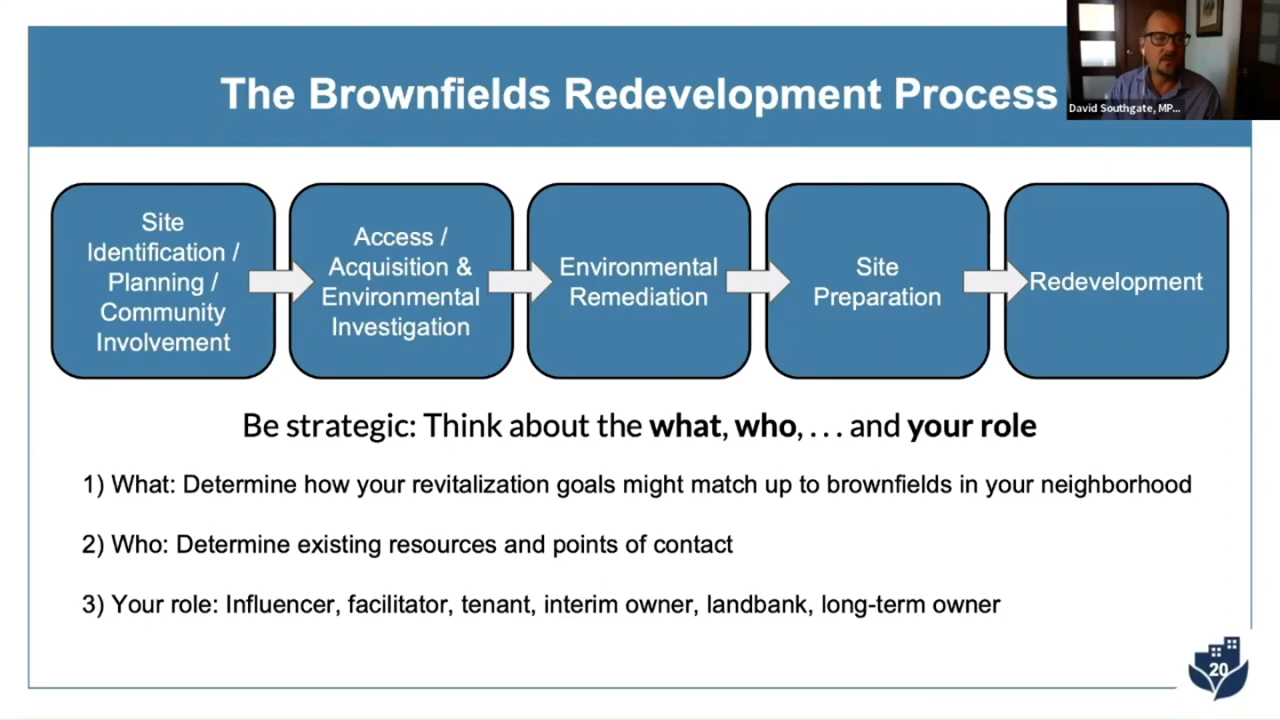 The Brownfields Redevelopment Process
David Southgate, MP...
Site
Identification /
Planning /
Community
Involvement
Access /
Acquisition &
Environmental
Investigation
Environmental
Remediation
Site
Preparation
Redevelopment
Be strategic: Think about the what, who, . . . and your role
1) What: Determine how your revitalization goals might match up to brownfields in your neighborhood
2) Who: Determine existing resources and points of contact
3) Your role: Influencer, facilitator, tenant, interim owner, landbank, long-term owner
20